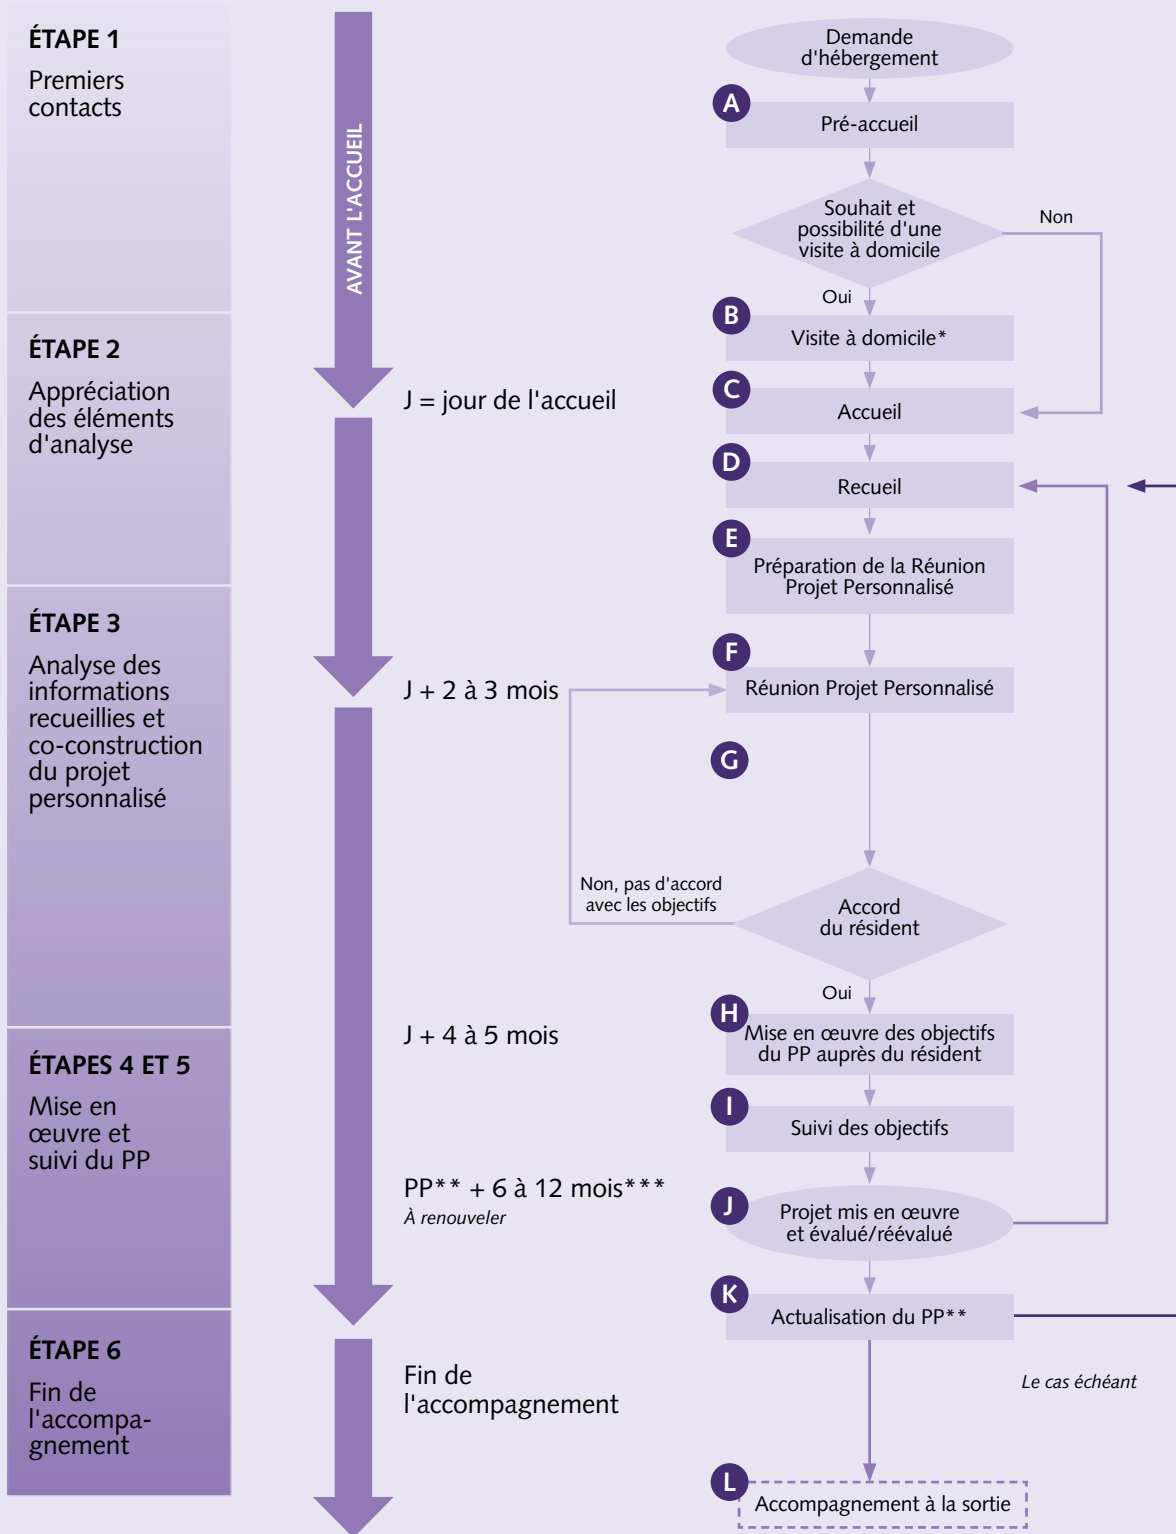 ÉTAPE 1
Premiers
contacts
ÉTAPE 2
Appréciation
des éléments
d'analyse
ÉTAPE 3
Analyse des
informations
recueillies et
co-construction
du projet
personnalisé
ÉTAPES 4 ET 5
Mise en
œuvre et
suivi du PP
ÉTAPE 6
Fin de
l'accompa-
gnement
AVANT L'ACCUEIL
J = jour de l'accueil
J + 2 à 3 mois
J + 4 à 5 mois
PP** + 6 à 12 mois***
À renouveler
Fin de
l'accompagnement
Demande
d'hébergement
A
Pré-accueil
Souhait et
possibilité d'une
visite à domicile
Non
Oui
B
Visite à domicile*
C
Accueil
D
Recueil
E
Préparation de la Réunion
Projet Personnalisé
F
Réunion Projet Personnalisé
G
Non, pas d'accord
avec les objectifs
Accord
du résident
Oui
H
Mise en œuvre des objectifs
du PP auprès du résident
I
Suivi des objectifs
J
Projet mis en œuvre
et évalué/réévalué
K
Actualisation du PP**
Le cas échéant
L
Accompagnement à la sortie